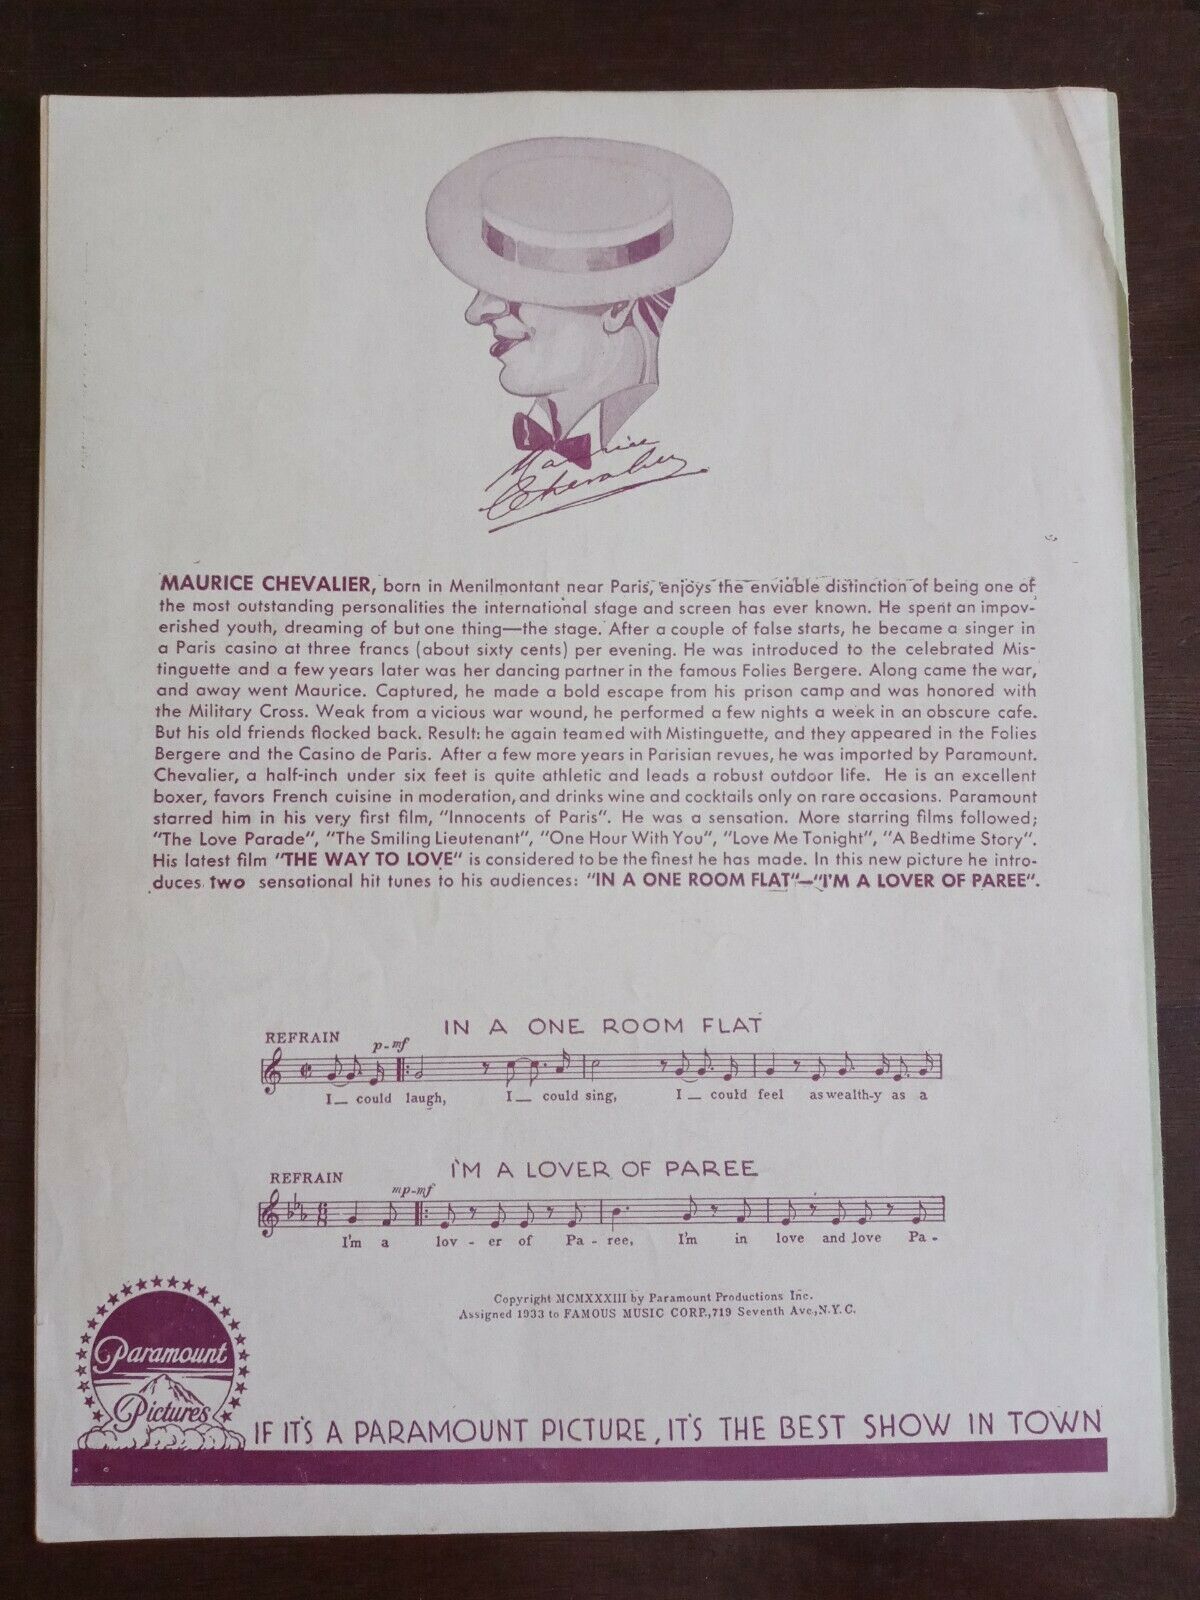 Maurice
Chevalier
MAURICE CHEVALIER, born in Menilmontant near Paris, enjoys the enviable distinction of being one of
the most outstanding personalities the international stage and screen has ever known. He spent an impov-
erished youth, dreaming of but one thing—the stage. After a couple of false starts, he became a singer in
a Paris casino at three francs (about sixty cents) per evening. He was introduced to the celebrated Mis-
tinguette and a few years later was her dancing partner in the famous Folies Bergere. Along came the war,
and away went Maurice. Captured, he made a bold escape from his prison camp and was honored with
the Military Cross. Weak from a vicious war wound, he performed a few nights a week in an obscure cafe.
But his old friends flocked back. Result: he again teamed with Mistinguette, and they appeared in the Folies
Bergere and the Casino de Paris. After a few more years in Parisian revues, he was imported by Paramount.
Chevalier, a half-inch under six feet is quite athletic and leads a robust outdoor life. He is an excellent
boxer, favors French cuisine in moderation, and drinks wine and cocktails only on rare occasions. Paramount
starred him in his very first film, "Innocents of Paris". He was a sensation. More starring films followed;
"The Love Parade", "The Smiling Lieutenant", "One Hour With You", "Love Me Tonight", "A Bedtime Story".
His latest film "THE WAY TO LOVE" is considered to be the finest he has made. In this new picture he intro-
duces two sensational hit tunes to his audiences: "IN A ONE ROOM FLAT"—"I'M A LOVER OF PAREE".
IN A ONE ROOM FLAT
REFRAIN
p-mf
I— could laugh, I— could sing, I— could feel as wealth-y as a
I'M A LOVER OF PAREE
REFRAIN
mp-mf
6
8
I'm a lov - er of Pa - ree, I'm in love and love Pa -
Copyright MCMXXXIII by Paramount Productions Inc.
Assigned 1933 to FAMOUS MUSIC CORP., 719 Seventh Ave., N.Y.C.
Paramount
Pictures
IF IT'S A PARAMOUNT PICTURE, IT'S THE BEST SHOW IN TOWN